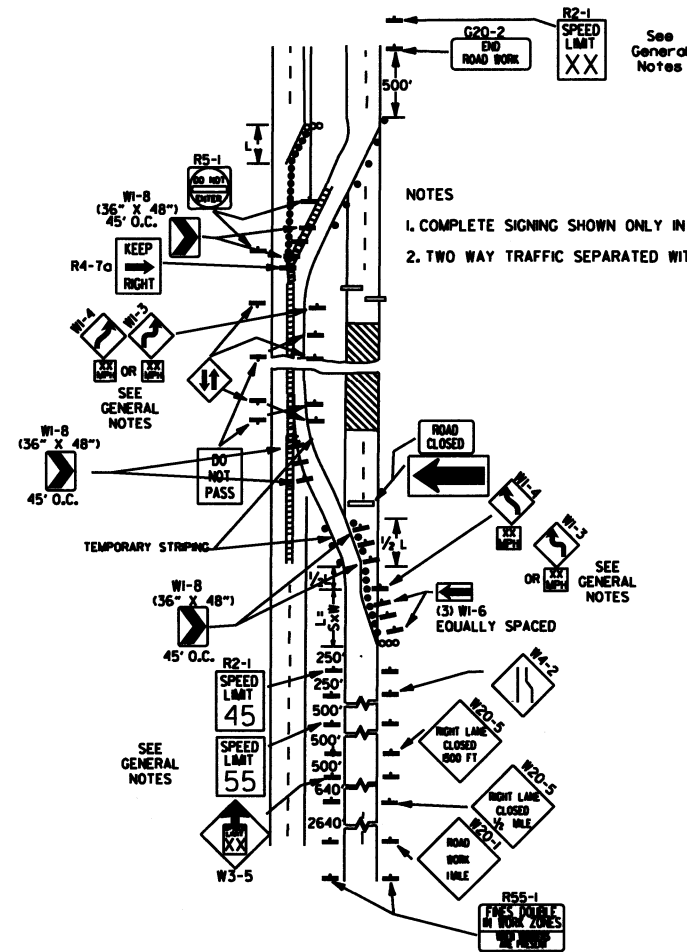 R2-1
SPEED
LIMIT
XX
See
General
Notes
G20-2
END
ROAD WORK
500'
L
R5-1
DO NOT
ENTER
W1-8
(36" X 48")
45' O.C.
KEEP
RIGHT
R4-7a
NOTES
1. COMPLETE SIGNING SHOWN ONLY IN
2. TWO WAY TRAFFIC SEPARATED WIT
W1-4
W1-3
XX
MPH
OR
XX
MPH
SEE
GENERAL
NOTES
W1-8
(36" X 48")
45' O.C.
DO
NOT
PASS
ROAD
CLOSED
W1-4
XX
MPH
W1-3
OR
XX
MPH
SEE
GENERAL
NOTES
½ L
TEMPORARY STRIPING
½ L
L=
SxW
W1-8
(36" X 48")
45' O.C.
(3) W1-6
EQUALLY SPACED
R2-1
SPEED
LIMIT
45
250'
250'
500'
500'
500'
640'
2640'
W4-2
SEE
GENERAL
NOTES
SPEED
LIMIT
55
W20-5
RIGHT LANE
CLOSED
1500 FT
W20-5
RIGHT LANE
CLOSED
½ MILE
XX
W3-5
W20-1
ROAD
WORK
1 MILE
R55-1
FINES DOUBLE
IN WORK ZONES
WHEN WORKERS
ARE PRESENT